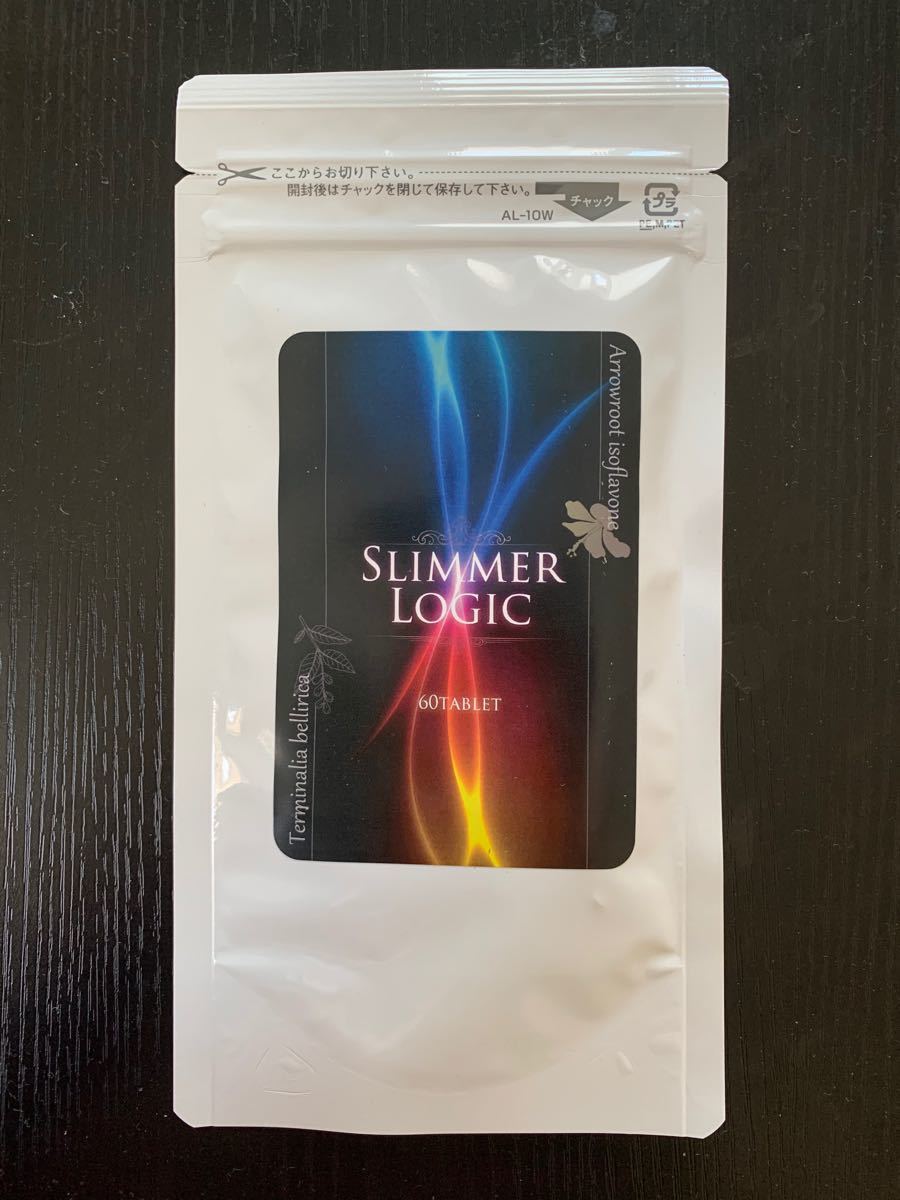 ここからお切り下さい。
開封後はチャックを閉じて保存して下さい。
チャック
プラ
AL-10W
PE,M,PET
Arrowroot isoflavone
SLIMMER
LOGIC
60TABLET
Terminalia bellirica